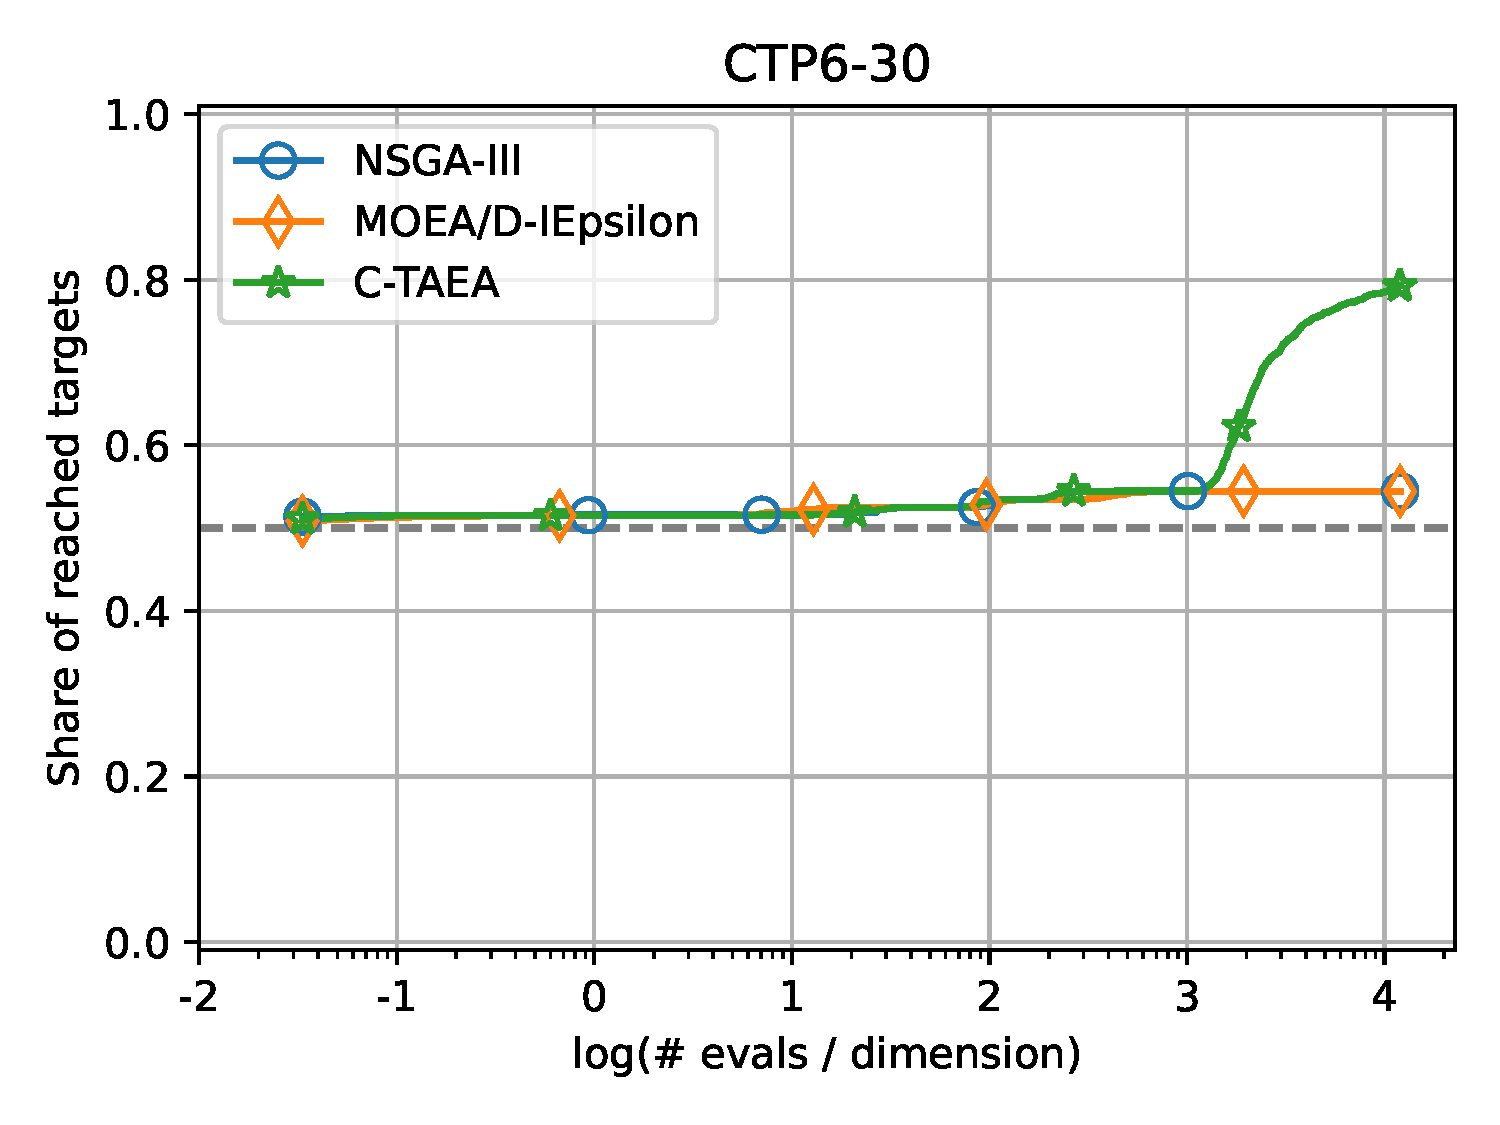 CTP6-30
1.0
0.8
0.6
0.4
0.2
0.0
Share of reached targets
NSGA-III
MOEA/D-IEpsilon
C-TAEA
-2 -1 0 1 2 3 4
log(# evals / dimension)